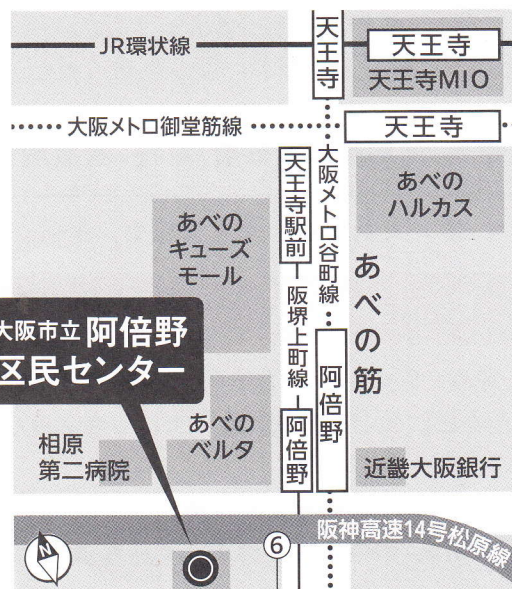 JR環状線
天王寺
天王寺
天王寺MIO
大阪メトロ御堂筋線
天王寺
大阪メトロ谷町線
天王寺駅前
あべの
ハルカス
あべの
キューズ
モール
阪堺上町線
あべの筋
大阪市立 阿倍野
区民センター
阿倍野
阿倍野
あべの
ベルタ
相原
第二病院
近畿大阪銀行
阪神高速14号松原線
N
6